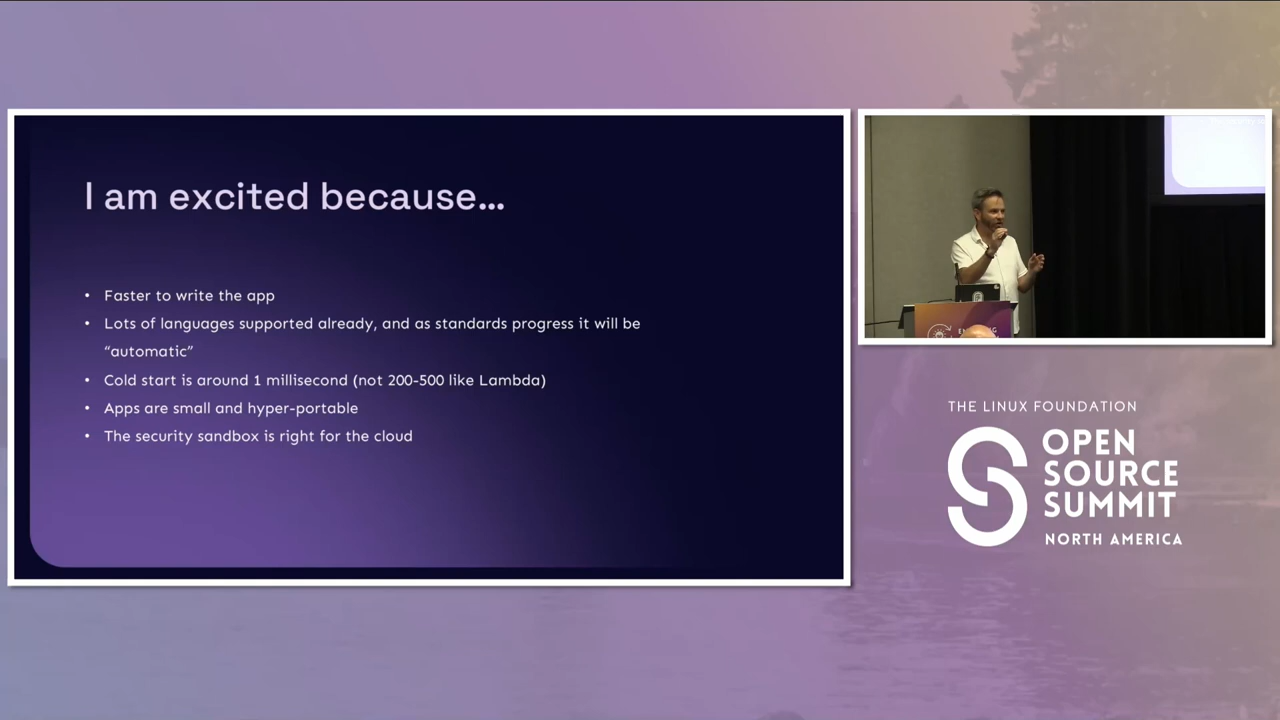 I am excited because...
• Faster to write the app
• Lots of languages supported already, and as standards progress it will be
“automatic”
• Cold start is around 1 millisecond (not 200-500 like Lambda)
• Apps are small and hyper-portable
• The security sandbox is right for the cloud
THE LINUX FOUNDATION
OPEN
SOURCE
SUMMIT
NORTH AMERICA